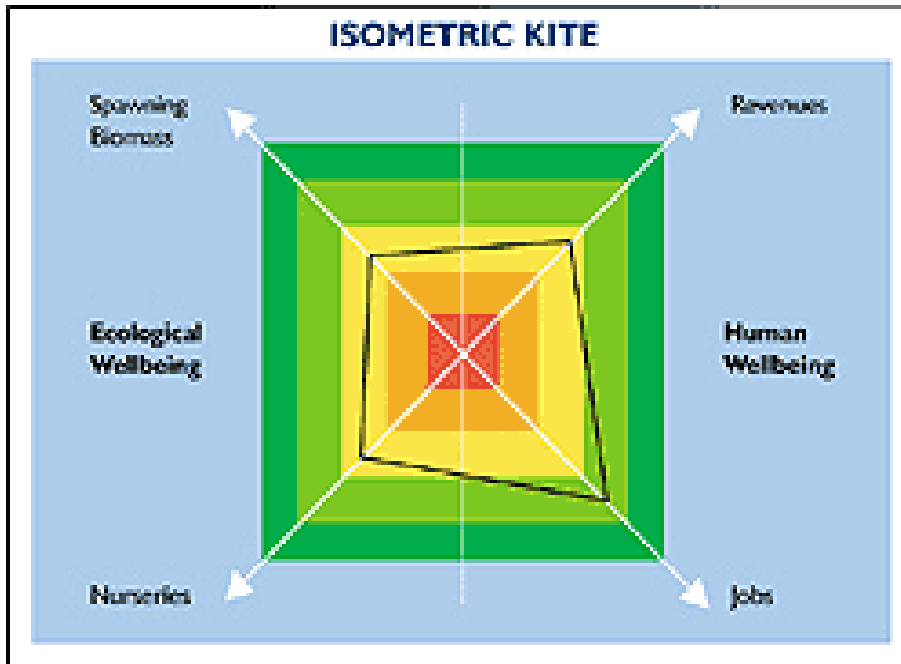 ISOMETRIC KITE
Spawning
Biomass
Revenues
Ecological
Wellbeing
Human
Wellbeing
Nurseries
Jobs